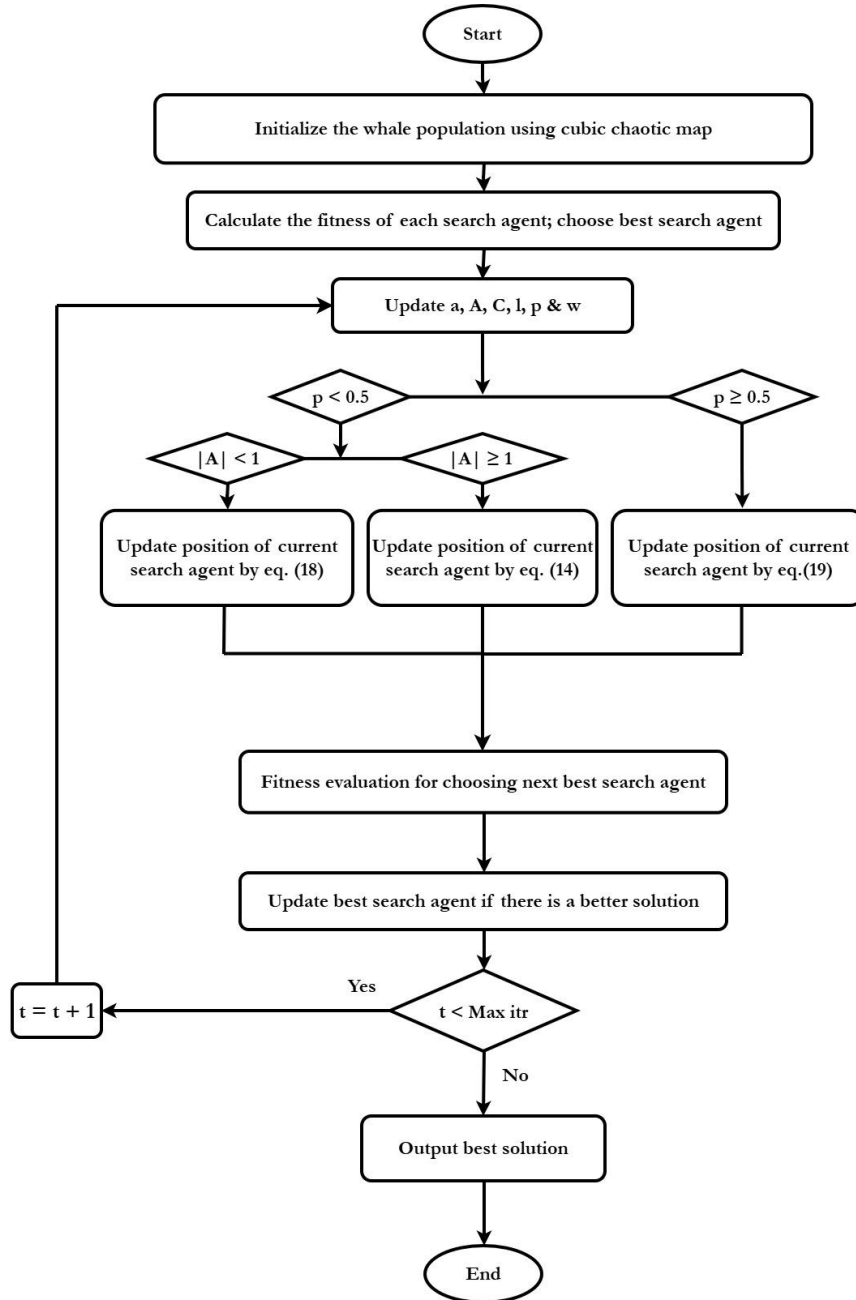 Start
Initialize the whale population using cubic chaotic map
Calculate the fitness of each search agent; choose best search agent
Update a, A, C, l, p & w
p < 0.5
p ≥ 0.5
|A| < 1
|A| ≥ 1
Update position of current
search agent by eq. (18)
Update position of current
search agent by eq. (14)
Update position of current
search agent by eq.(19)
Fitness evaluation for choosing next best search agent
Update best search agent if there is a better solution
Yes
t = t + 1
t < Max itr
No
Output best solution
End